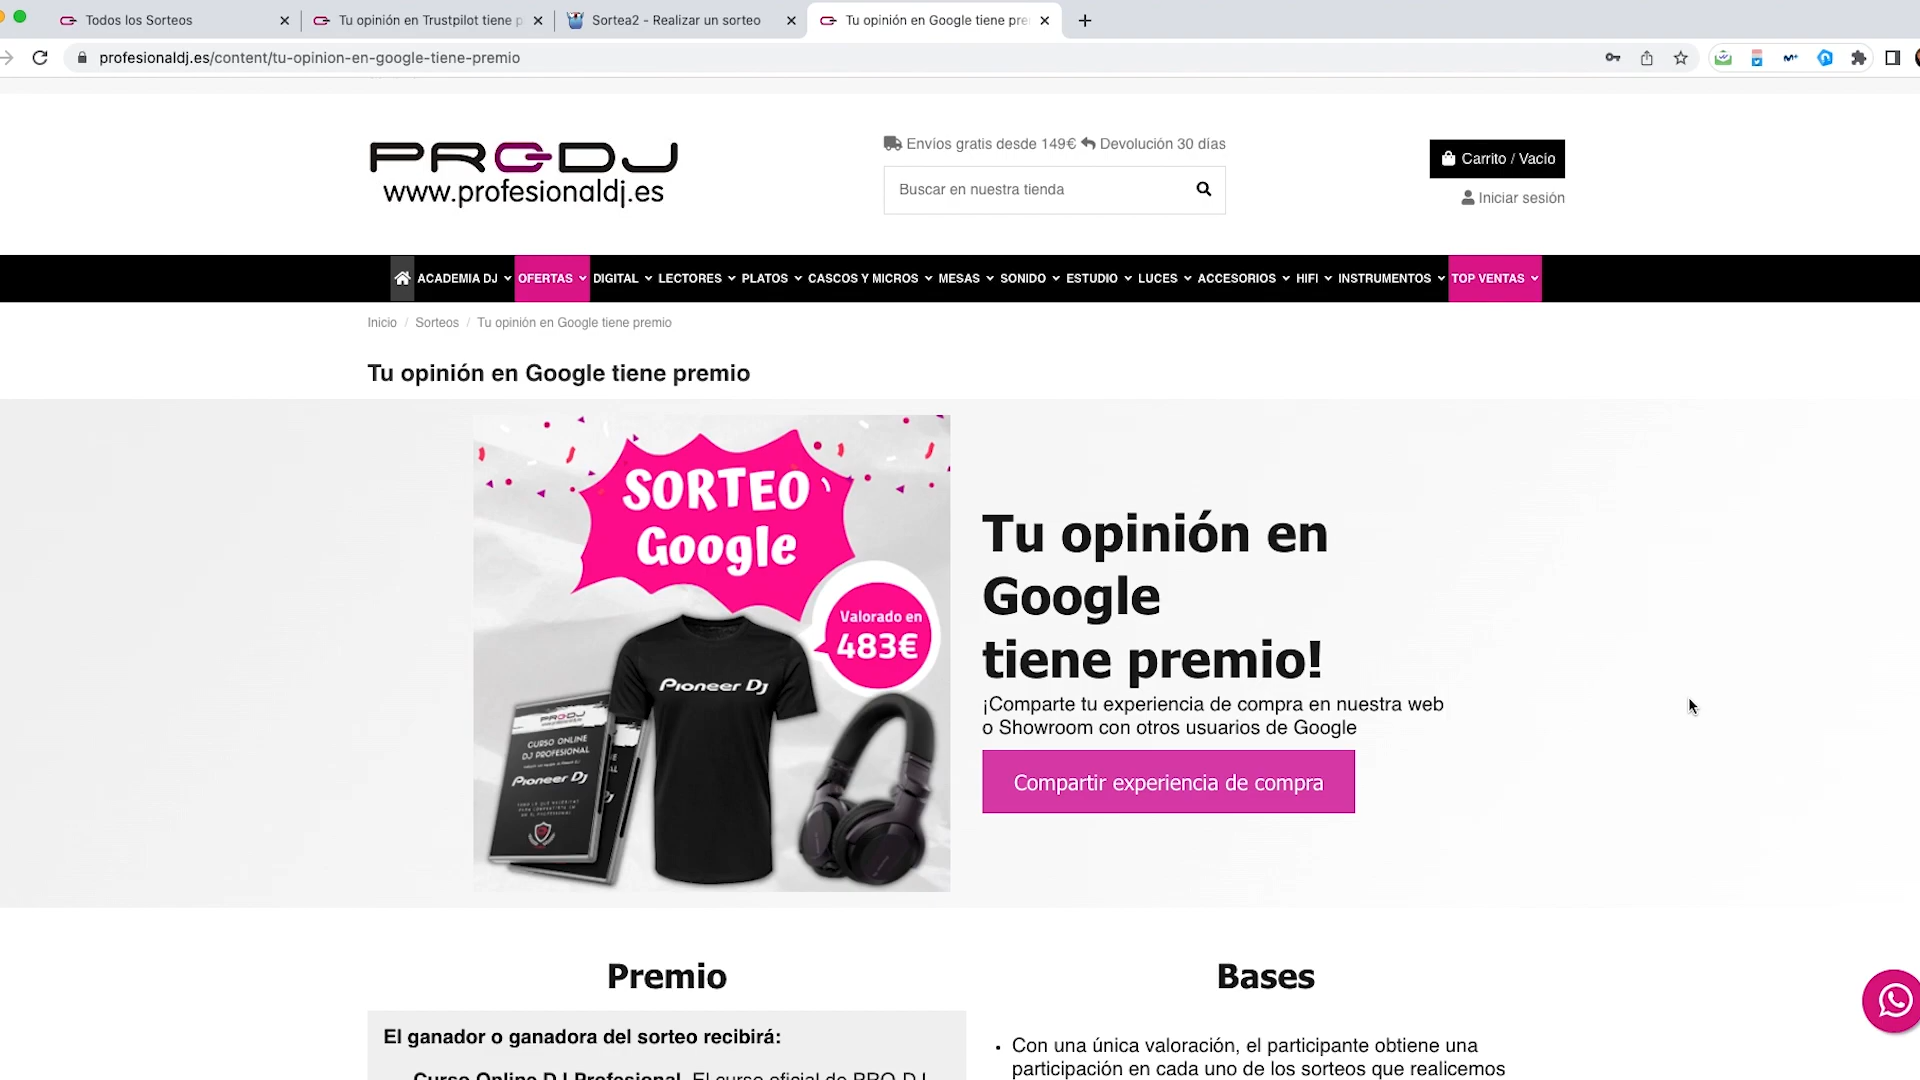 Todos los Sorteos
Tu opinión en Trustpilot tiene p
Sortea2 - Realizar un sorteo
Tu opinión en Google tiene pre
profesionaldj.es/content/tu-opinion-en-google-tiene-premio
PRO-DJ
www.profesionaldj.es
Envíos gratis desde 149€ Devolución 30 días
Buscar en nuestra tienda
Carrito / Vacío
Iniciar sesión
ACADEMIA DJ OFERTAS DIGITAL LECTORES PLATOS CASCOS Y MICROS MESAS SONIDO ESTUDIO LUCES ACCESORIOS HIFI INSTRUMENTOS TOP VENTAS
Inicio / Sorteos / Tu opinión en Google tiene premio
Tu opinión en Google tiene premio
SORTEO
Google
Valorado en
483€
Pioneer Dj
PRO-DJ
CURSO ONLINE
DJ PROFESIONAL
Pioneer Dj
Tu opinión en
Google
tiene premio!
¡Comparte tu experiencia de compra en nuestra web
o Showroom con otros usuarios de Google
Compartir experiencia de compra
Premio
El ganador o ganadora del sorteo recibirá:
Curso Online DJ Profesional. El curso oficial de PRO DJ
Bases
• Con una única valoración, el participante obtiene una
participación en cada uno de los sorteos que realicemos